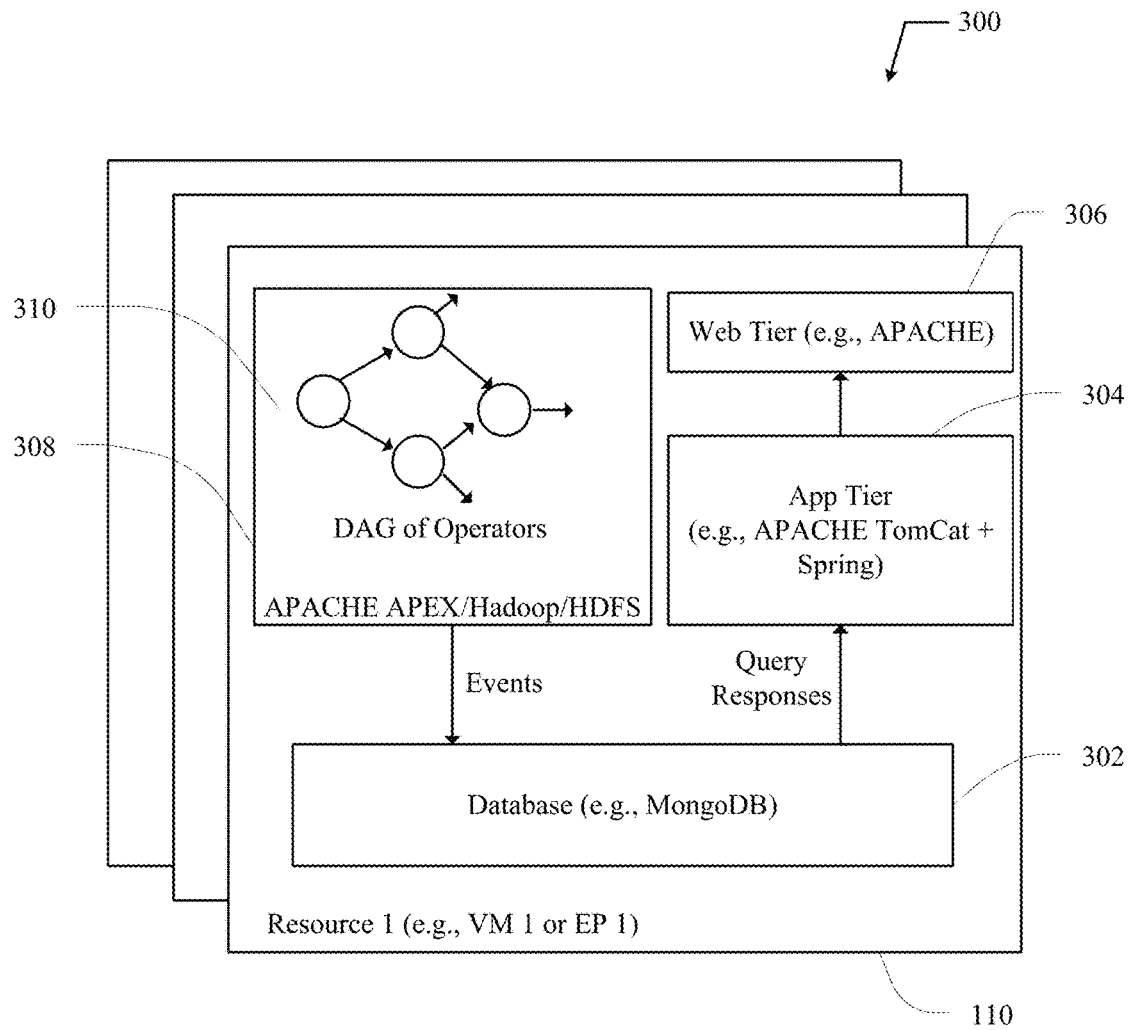 300
306
310
Web Tier (e.g., APACHE)
304
308
App Tier
(e.g., APACHE TomCat +
Spring)
DAG of Operators
APACHE APEX/Hadoop/HDFS
Events
Query
Responses
302
Database (e.g., MongoDB)
Resource 1 (e.g., VM 1 or EP 1)
110